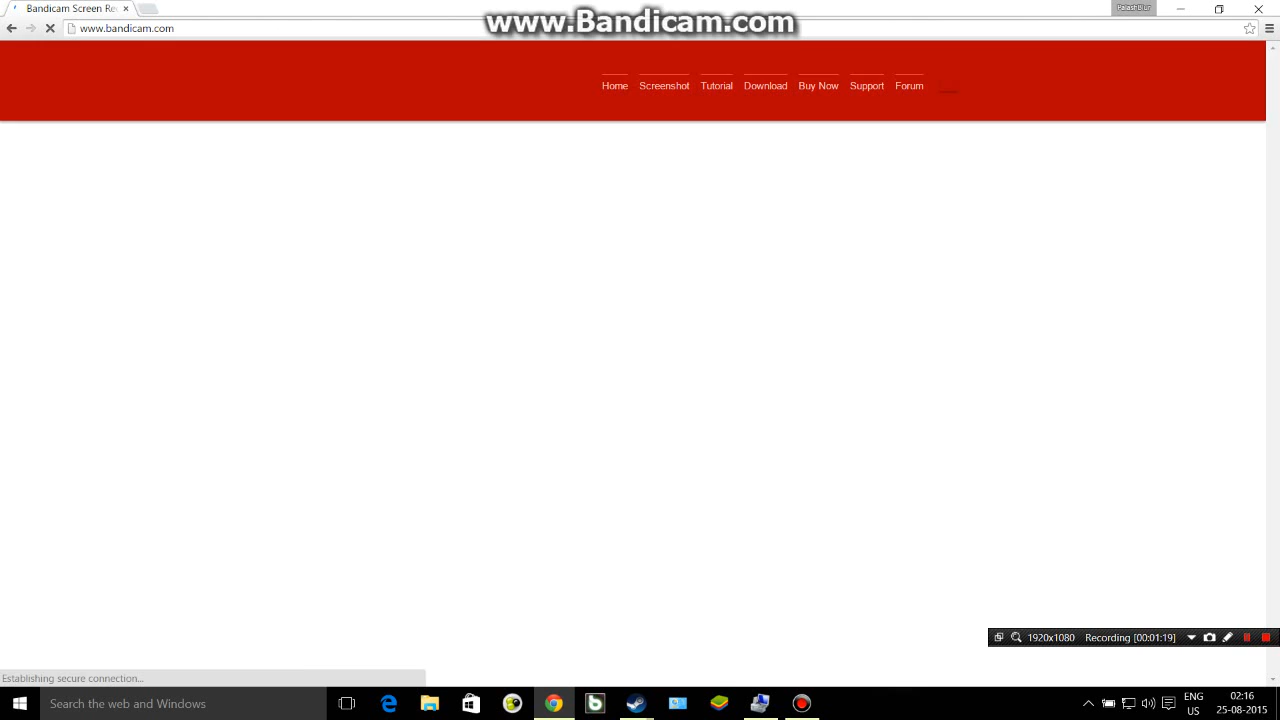 Bandicam Screen Re
www.Bandicam.com
PalashBlur
www.bandicam.com
Home Screenshot Tutorial Download Buy Now Support Forum
1920x1080 Recording [00:01:19]
Establishing secure connection...
Search the web and Windows
ENG 02:16
US 25-08-2015